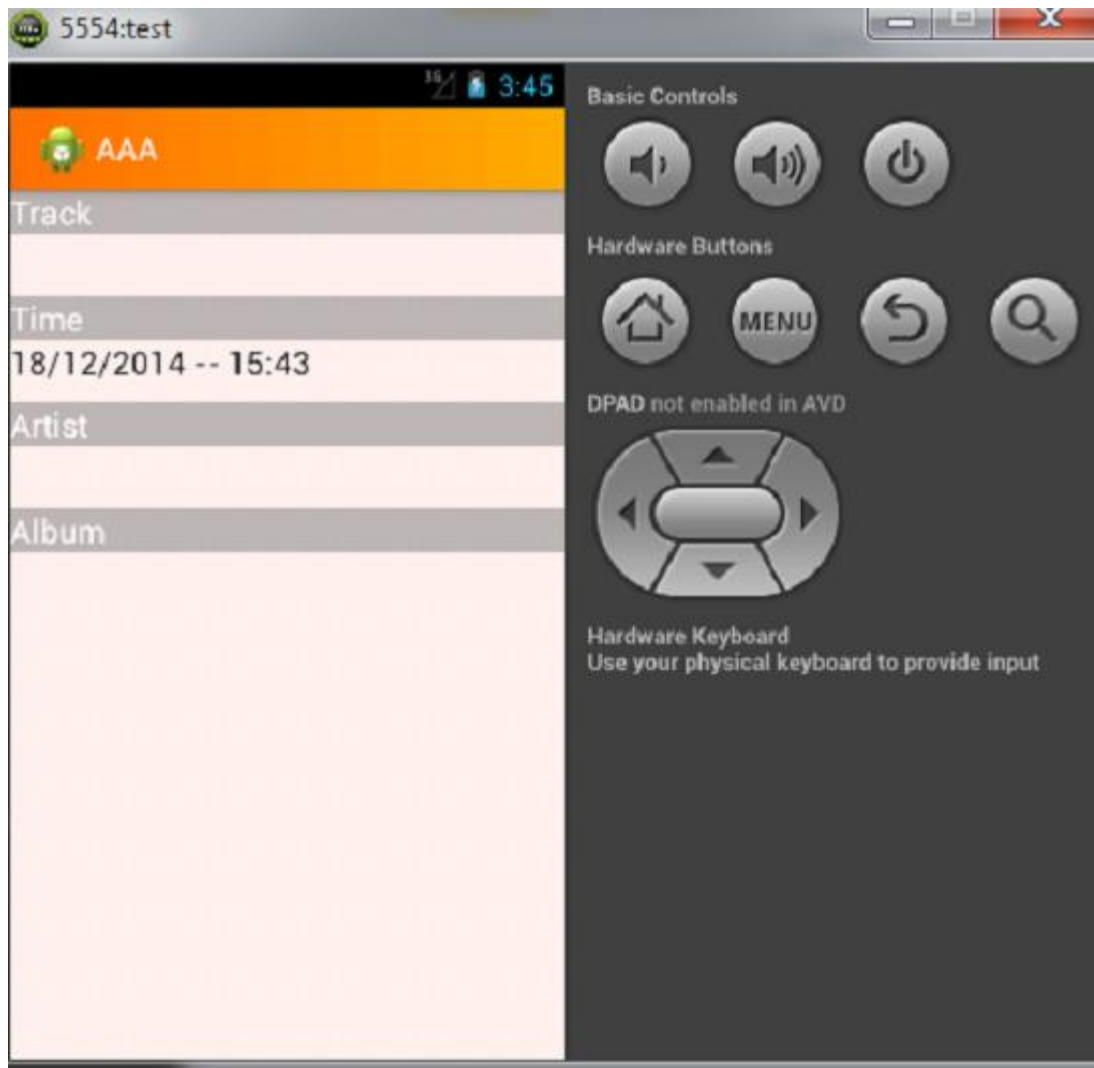 5554:test
3G
3:45
AAA
Track
Time
18/12/2014 -- 15:43
Artist
Album
Basic Controls
Hardware Buttons
MENU
DPAD not enabled in AVD
Hardware Keyboard
Use your physical keyboard to provide input